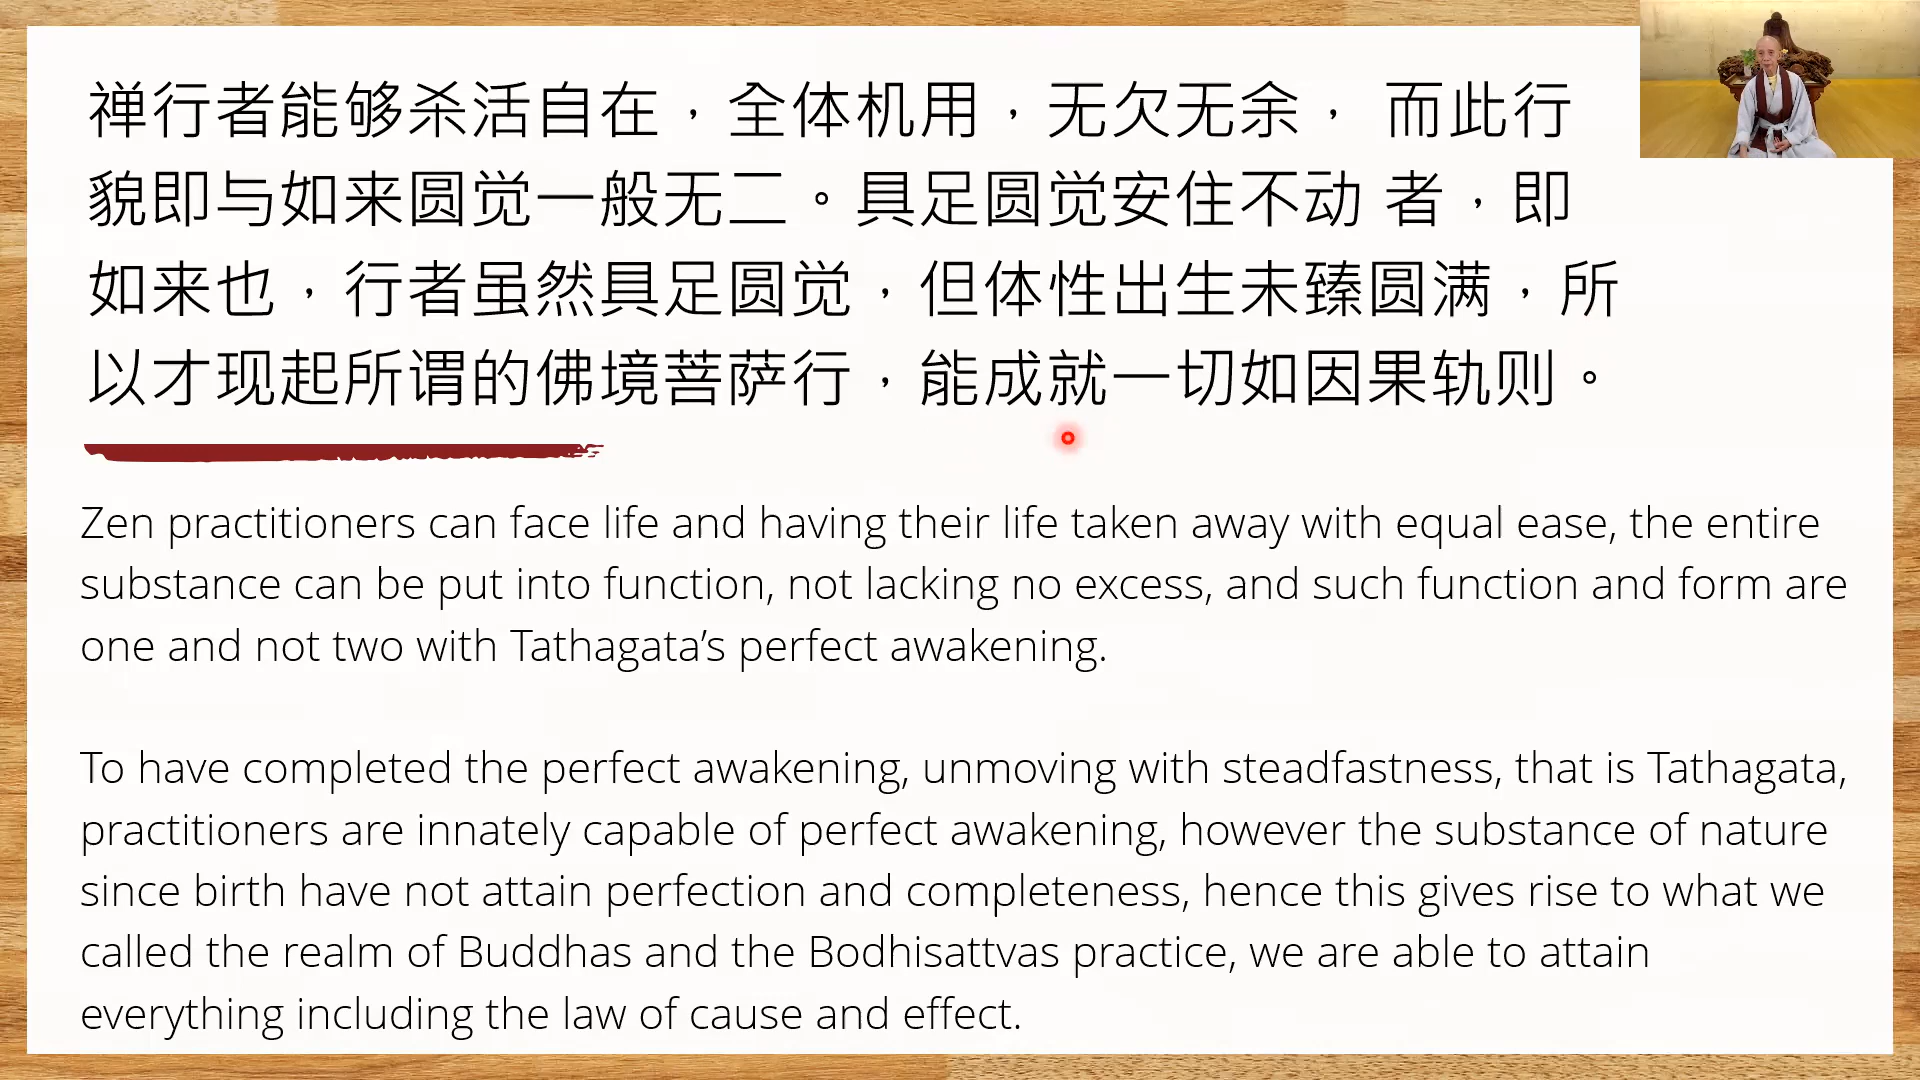 禅行者能够杀活自在，全体机用，无欠无余， 而此行
貌即与如来圆觉一般无二。具足圆觉安住不动 者，即
如来也，行者虽然具足圆觉，但体性出生未臻圆满，所
以才现起所谓的佛境菩萨行，能成就一切如因果轨则。
Zen practitioners can face life and having their life taken away with equal ease, the entire
substance can be put into function, not lacking no excess, and such function and form are
one and not two with Tathagata’s perfect awakening.
To have completed the perfect awakening, unmoving with steadfastness, that is Tathagata,
practitioners are innately capable of perfect awakening, however the substance of nature
since birth have not attain perfection and completeness, hence this gives rise to what we
called the realm of Buddhas and the Bodhisattvas practice, we are able to attain
everything including the law of cause and effect.